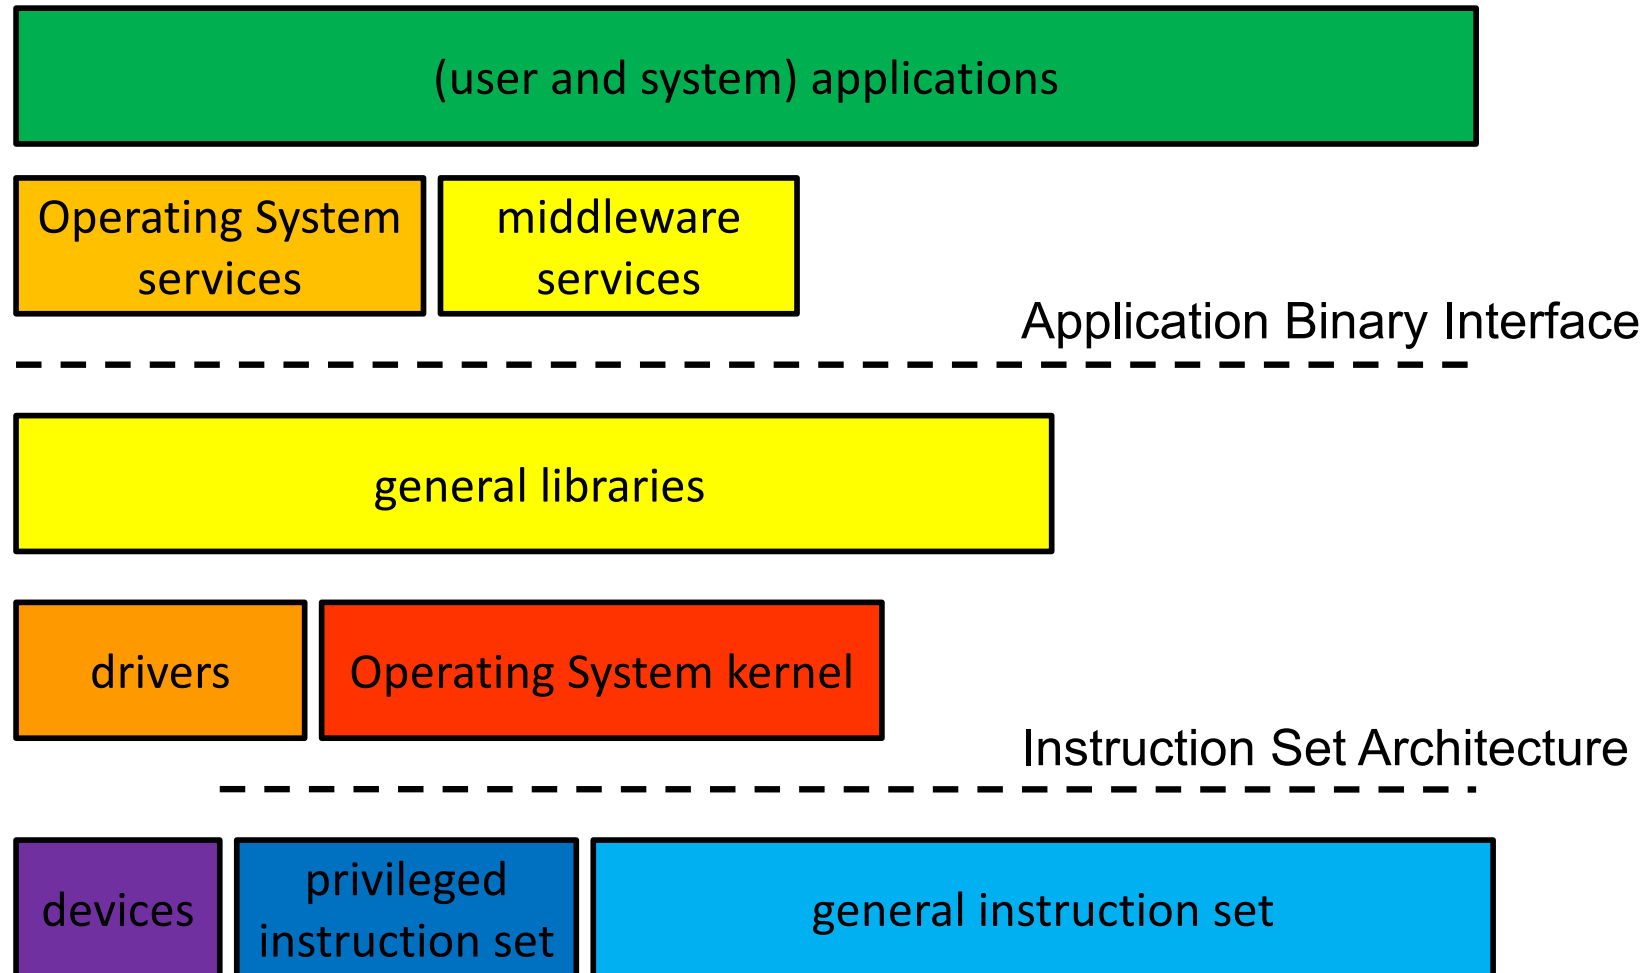 (user and system) applications
Operating System
services
middleware
services
Application Binary Interface
general libraries
drivers
Operating System kernel
Instruction Set Architecture
devices
privileged
instruction set
general instruction set